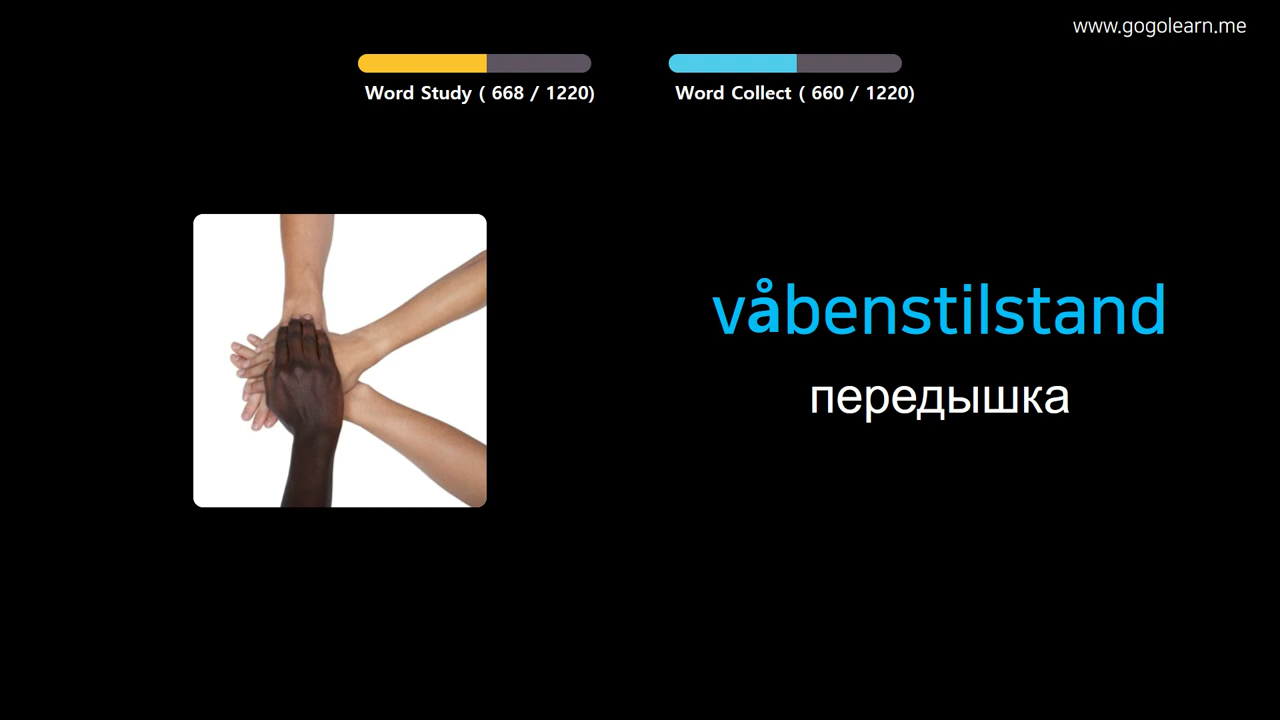 www.gogolearn.me
Word Study ( 668 / 1220)
Word Collect ( 660 / 1220)
våbenstilstand
передышка